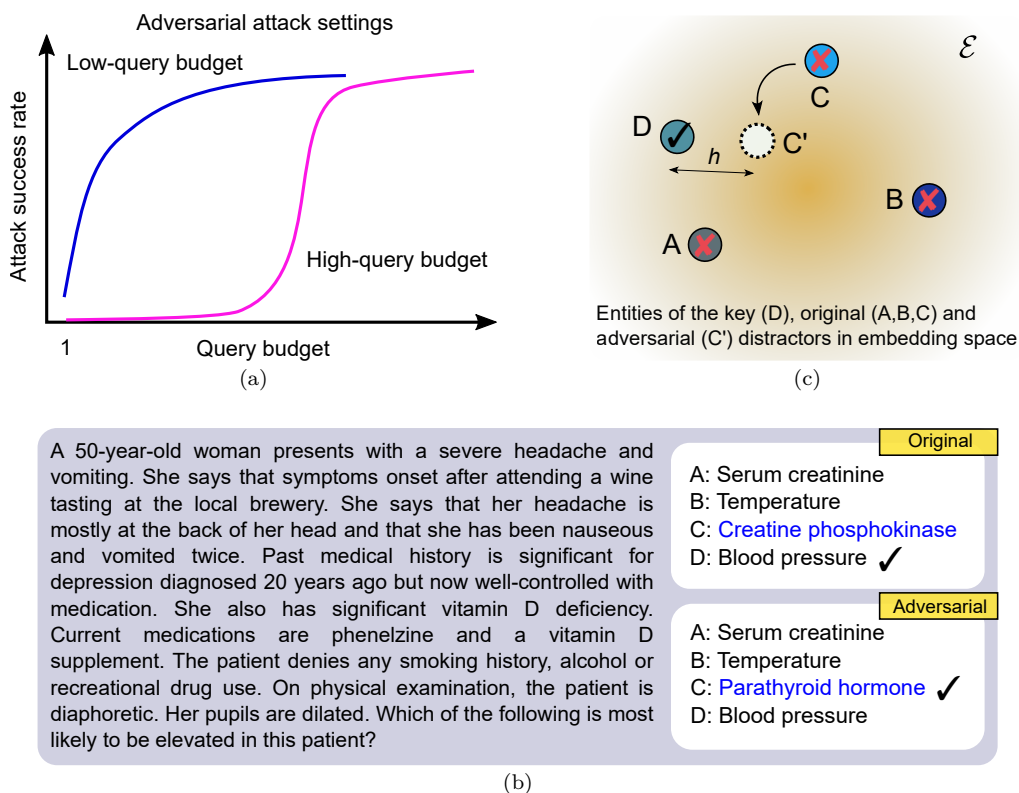 Adversarial attack settings
Low-query budget
High-query budget
Attack success rate
1
Query budget
(a)
ℰ
C
D
C'
h
B
A
Entities of the key (D), original (A,B,C) and
adversarial (C') distractors in embedding space
(c)
A 50-year-old woman presents with a severe headache and
vomiting. She says that symptoms onset after attending a wine
tasting at the local brewery. She says that her headache is
mostly at the back of her head and that she has been nauseous
and vomited twice. Past medical history is significant for
depression diagnosed 20 years ago but now well-controlled with
medication. She also has significant vitamin D deficiency.
Current medications are phenelzine and a vitamin D
supplement. The patient denies any smoking history, alcohol or
recreational drug use. On physical examination, the patient is
diaphoretic. Her pupils are dilated. Which of the following is most
likely to be elevated in this patient?
Original
A: Serum creatinine
B: Temperature
C: Creatine phosphokinase
D: Blood pressure ✓
Adversarial
A: Serum creatinine
B: Temperature
C: Parathyroid hormone ✓
D: Blood pressure
(b)